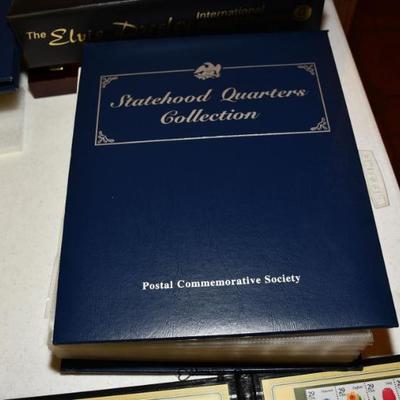 The Elvis
International
Statehood Quarters
Collection
Postal Commemorative Society